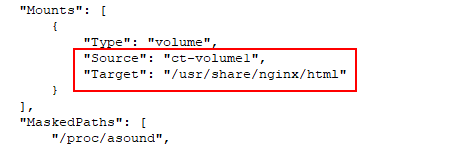 "Mounts": [
{
"Type": "volume",
"Source": "ct-volume1",
"Target": "/usr/share/nginx/html"
}
],
"MaskedPaths": [
"/proc/asound",